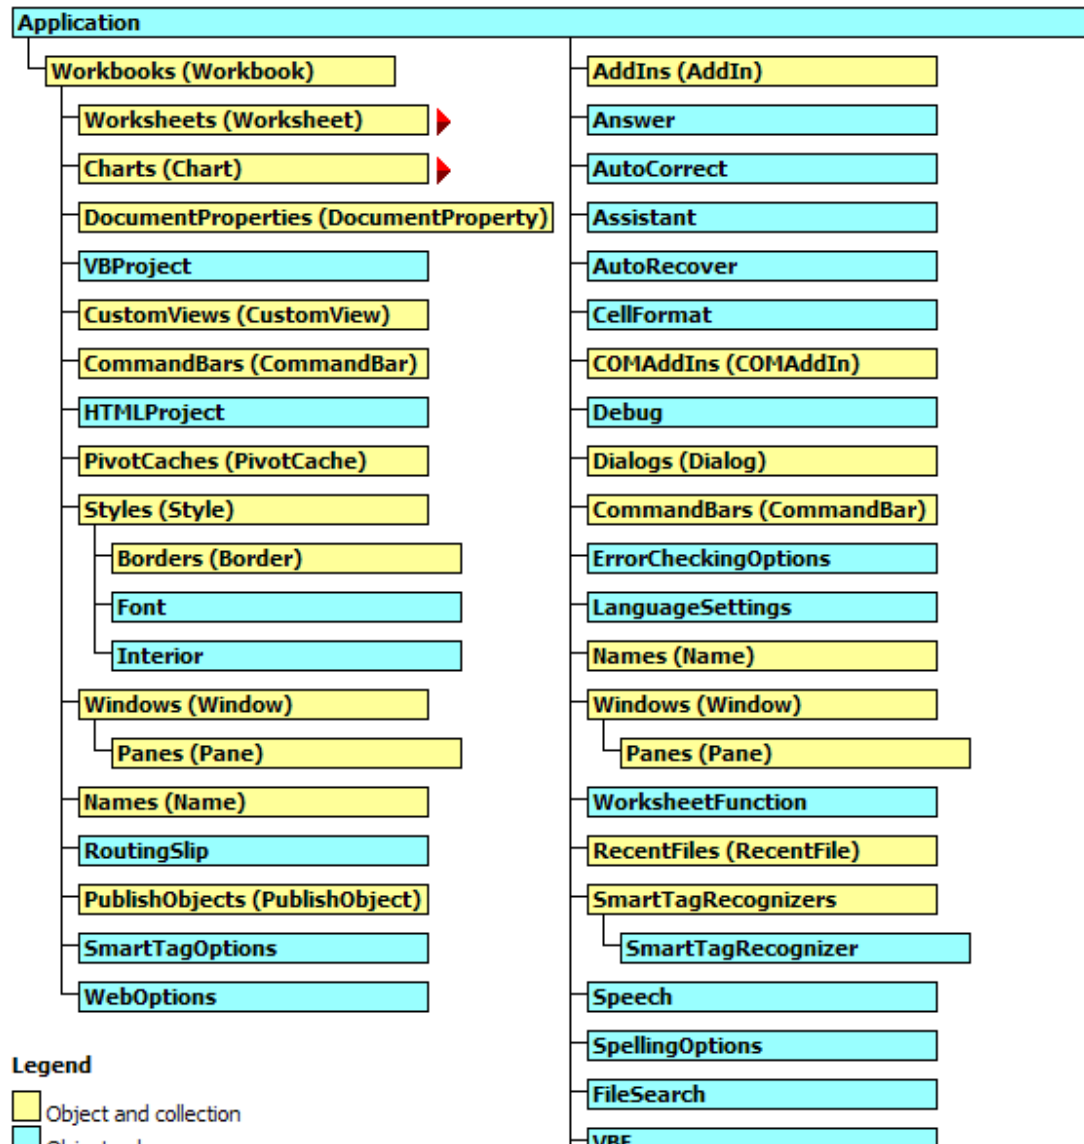 Application
Workbooks (Workbook)
Worksheets (Worksheet)
Charts (Chart)
DocumentProperties (DocumentProperty)
VBProject
CustomViews (CustomView)
CommandBars (CommandBar)
HTMLProject
PivotCaches (PivotCache)
Styles (Style)
Borders (Border)
Font
Interior
Windows (Window)
Panes (Pane)
Names (Name)
RoutingSlip
PublishObjects (PublishObject)
SmartTagOptions
WebOptions
Legend
Object and collection
AddIns (AddIn)
Answer
AutoCorrect
Assistant
AutoRecover
CellFormat
COMAddIns (COMAddIn)
Debug
Dialogs (Dialog)
CommandBars (CommandBar)
ErrorCheckingOptions
LanguageSettings
Names (Name)
Windows (Window)
Panes (Pane)
WorksheetFunction
RecentFiles (RecentFile)
SmartTagRecognizers
SmartTagRecognizer
Speech
SpellingOptions
FileSearch